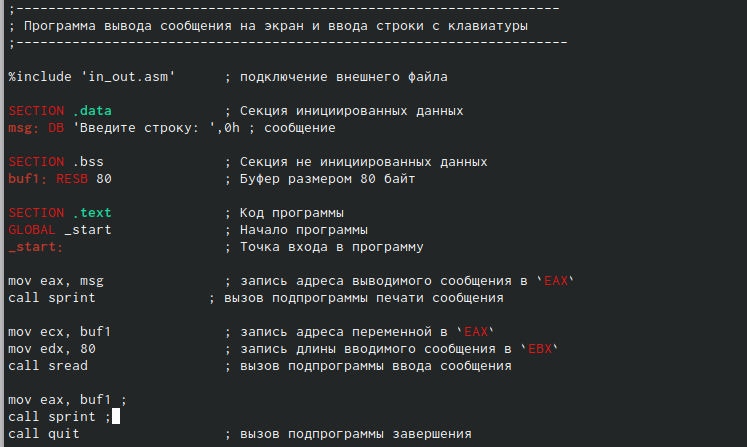 ;--------------------------------------------------------------------
; Программа вывода сообщения на экран и ввода строки с клавиатуры
;---------------------------------------------------------------------
%include 'in_out.asm' ; подключение внешнего файла
SECTION .data ; Секция инициированных данных
msg: DB 'Введите строку: ',0h ; сообщение
SECTION .bss ; Секция не инициированных данных
buf1: RESB 80 ; Буфер размером 80 байт
SECTION .text ; Код программы
GLOBAL _start ; Начало программы
_start: ; Точка входа в программу
mov eax, msg ; запись адреса выводимого сообщения в `EAX`
call sprint ; вызов подпрограммы печати сообщения
mov ecx, buf1 ; запись адреса переменной в `EAX`
mov edx, 80 ; запись длины вводимого сообщения в `EBX`
call sread ; вызов подпрограммы ввода сообщения
mov eax, buf1 ;
call sprint ;
call quit ; вызов подпрограммы завершения